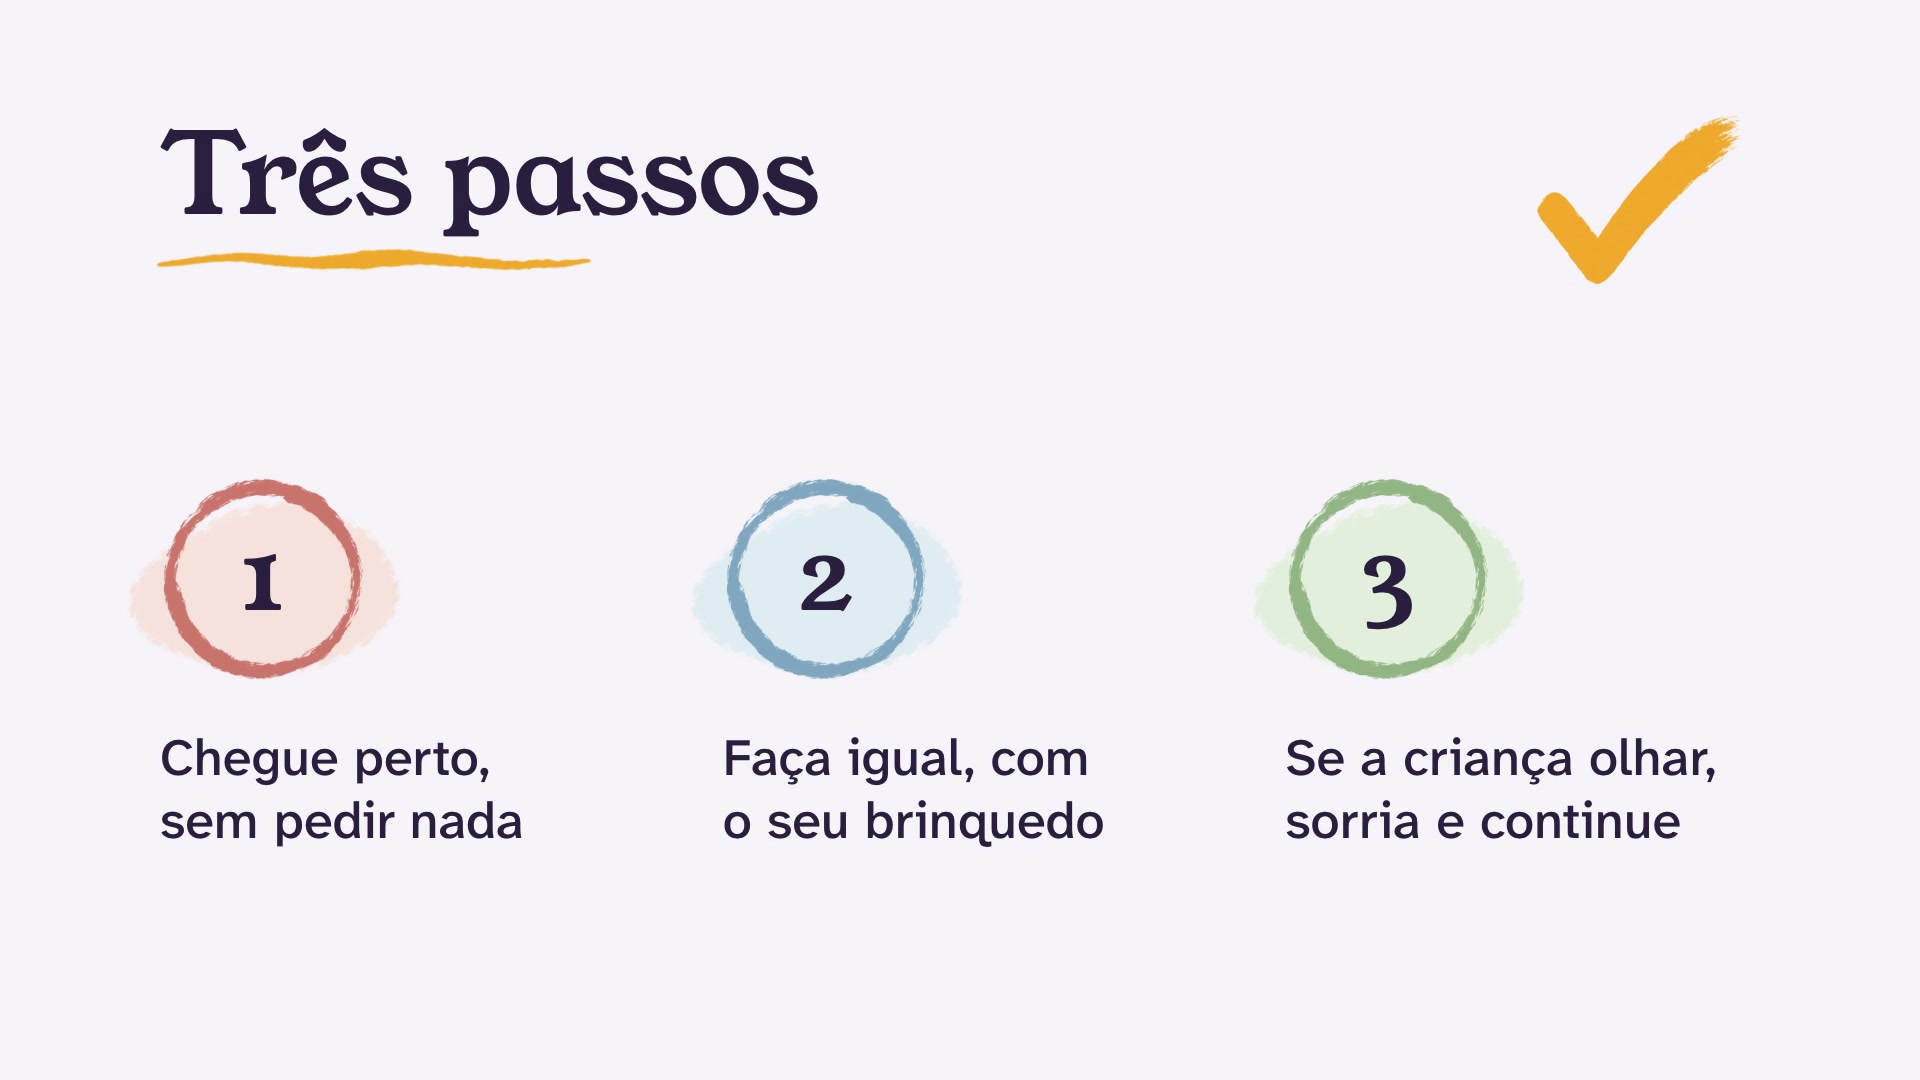 Três passos
1
Chegue perto,
sem pedir nada
2
Faça igual, com
o seu brinquedo
3
Se a criança olhar,
sorria e continue